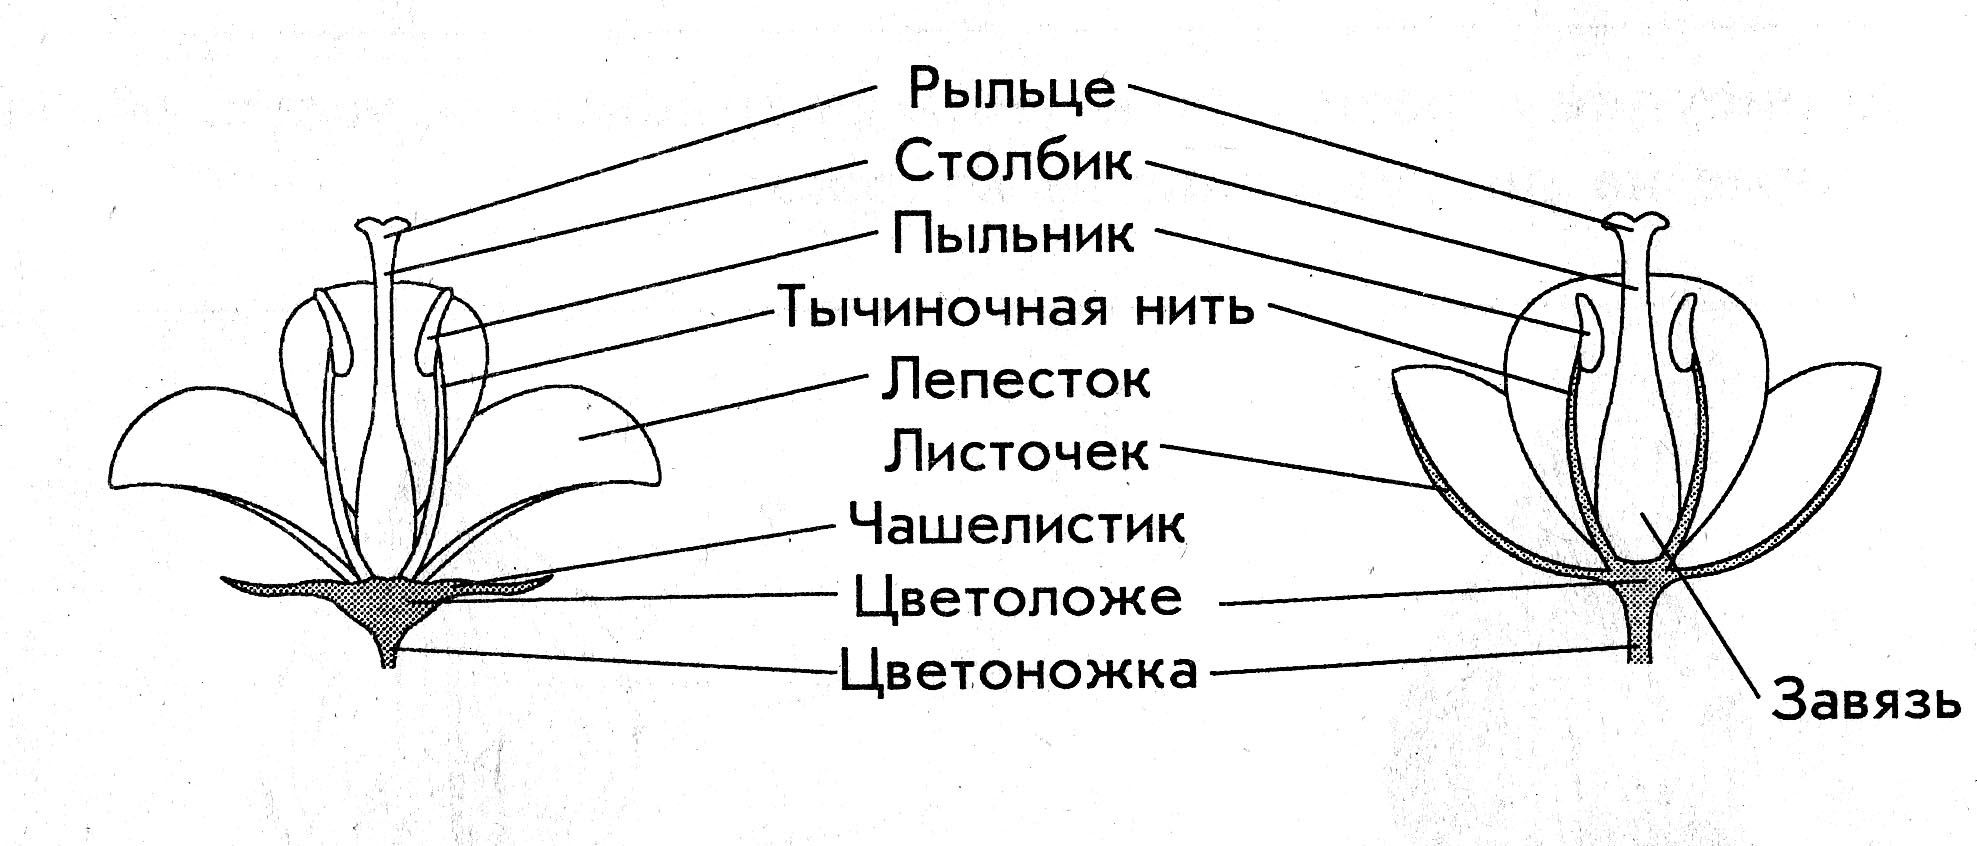 Рыльце
Столбик
Пыльник
Тычиночная нить
Лепесток
Листочек
Чашелистик
Цветоложе
Цветоножка
Завязь